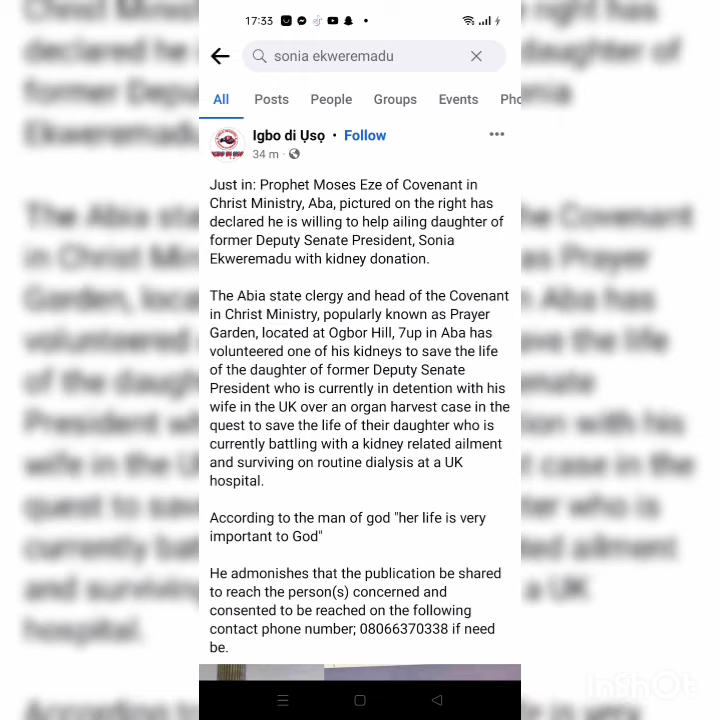 17:33
sonia ekweremadu
All Posts People Groups Events Pho
Igbo di Ụsọ • Follow
34 m
Just in: Prophet Moses Eze of Covenant in
Christ Ministry, Aba, pictured on the right has
declared he is willing to help ailing daughter of
former Deputy Senate President, Sonia
Ekweremadu with kidney donation.
The Abia state clergy and head of the Covenant
in Christ Ministry, popularly known as Prayer
Garden, located at Ogbor Hill, 7up in Aba has
volunteered one of his kidneys to save the life
of the daughter of former Deputy Senate
President who is currently in detention with his
wife in the UK over an organ harvest case in the
quest to save the life of their daughter who is
currently battling with a kidney related ailment
and surviving on routine dialysis at a UK
hospital.
According to the man of god "her life is very
important to God"
He admonishes that the publication be shared
to reach the person(s) concerned and
consented to be reached on the following
contact phone number; 08066370338 if need
be.
InShOt